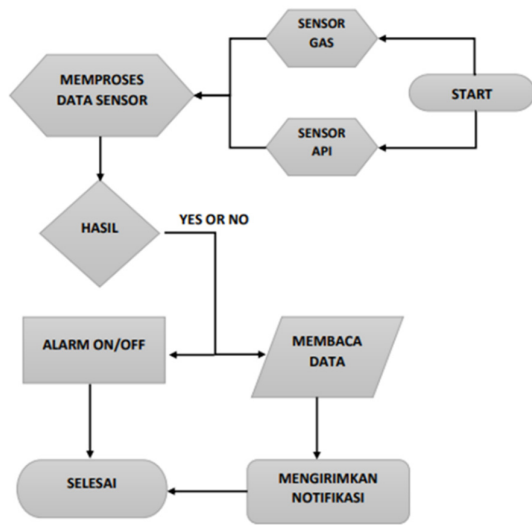 START
SENSOR
GAS
SENSOR
API
MEMPROSES
DATA SENSOR
HASIL
YES OR NO
ALARM ON/OFF
MEMBACA
DATA
MENGIRIMKAN
NOTIFIKASI
SELESAI